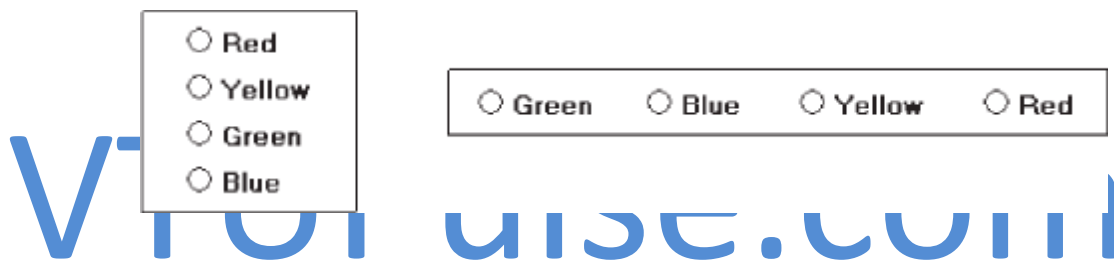 Red
Yellow
Green
Blue
Green Blue Yellow Red